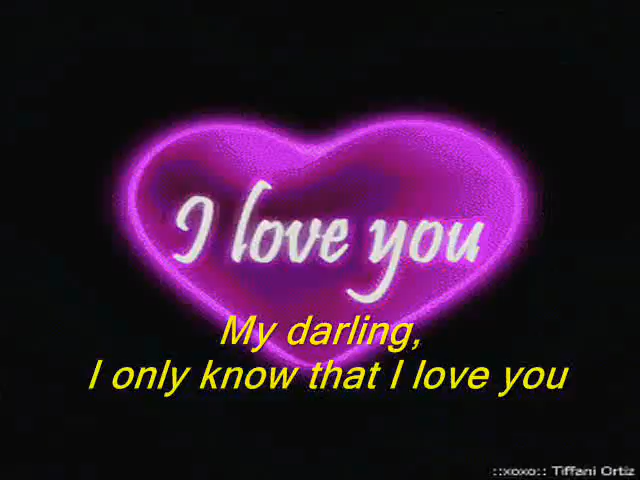 I love you
My darling,
I only know that I love you
::xoxo:: Tiffani Ortiz